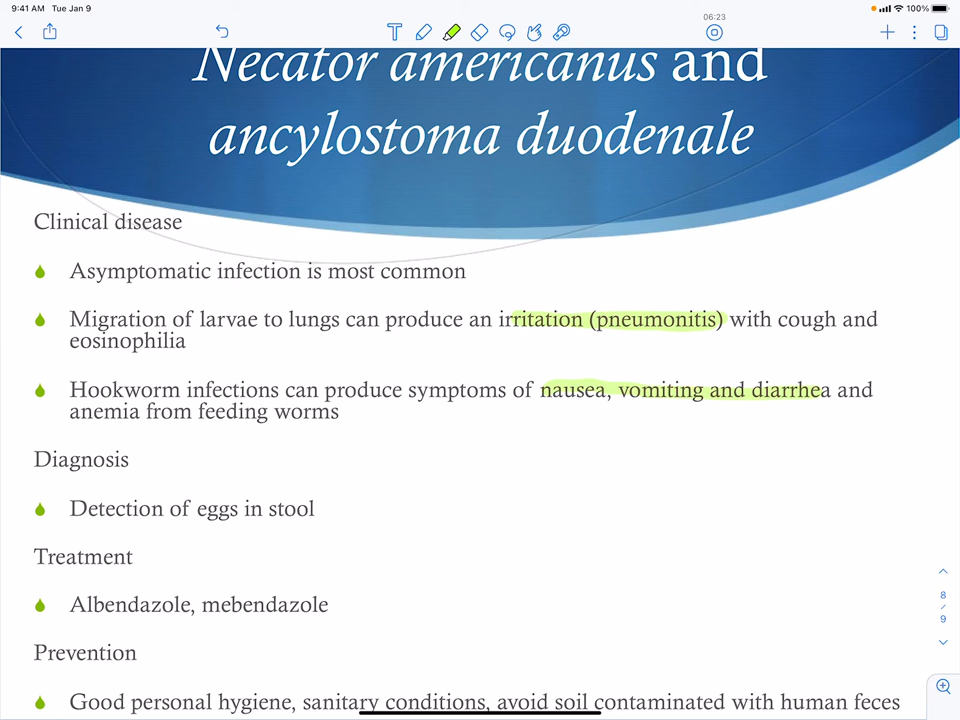 9:41 AM Tue Jan 9
100%
06:23
T
Necator americanus and
ancylostoma duodenale
Clinical disease
Asymptomatic infection is most common
Migration of larvae to lungs can produce an irritation (pneumonitis) with cough and
eosinophilia
Hookworm infections can produce symptoms of nausea, vomiting and diarrhea and
anemia from feeding worms
Diagnosis
Detection of eggs in stool
Treatment
Albendazole, mebendazole
8
/
9
Prevention
Good personal hygiene, sanitary conditions, avoid soil contaminated with human feces